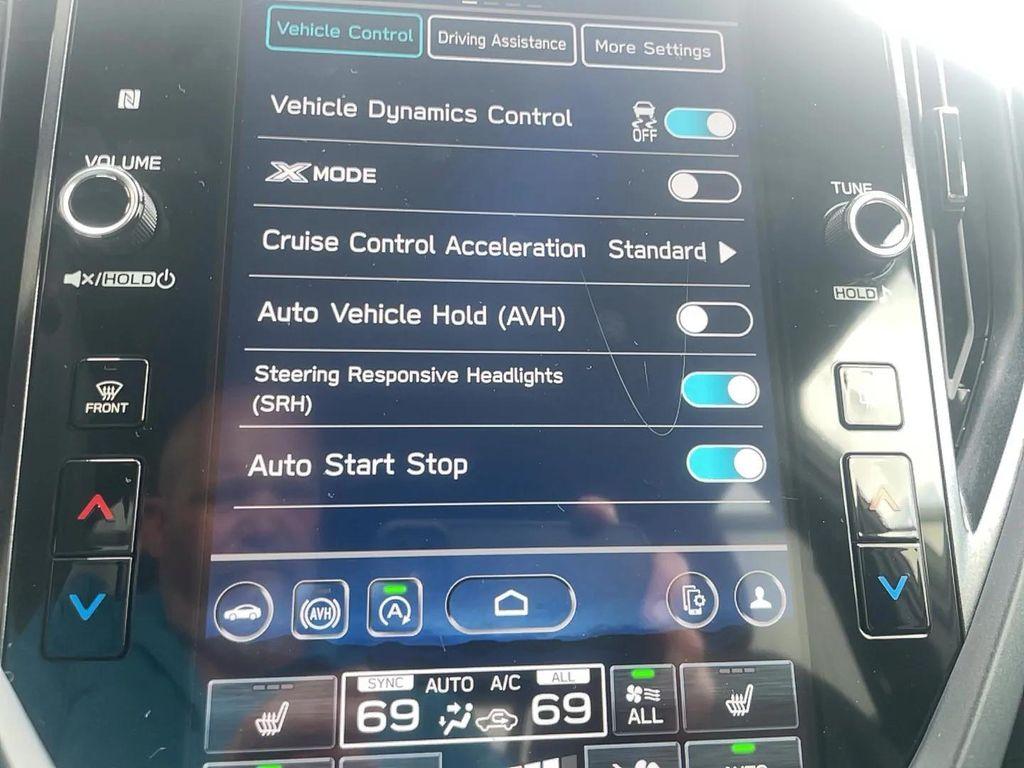 Vehicle Control
Driving Assistance
More Settings
Vehicle Dynamics Control
OFF
X MODE
Cruise Control Acceleration Standard
Auto Vehicle Hold (AVH)
Steering Responsive Headlights
(SRH)
Auto Start Stop
VOLUME
/HOLD
FRONT
TUNE
HOLD
AVH
A
SYNC
AUTO A/C
ALL
69
69
ALL